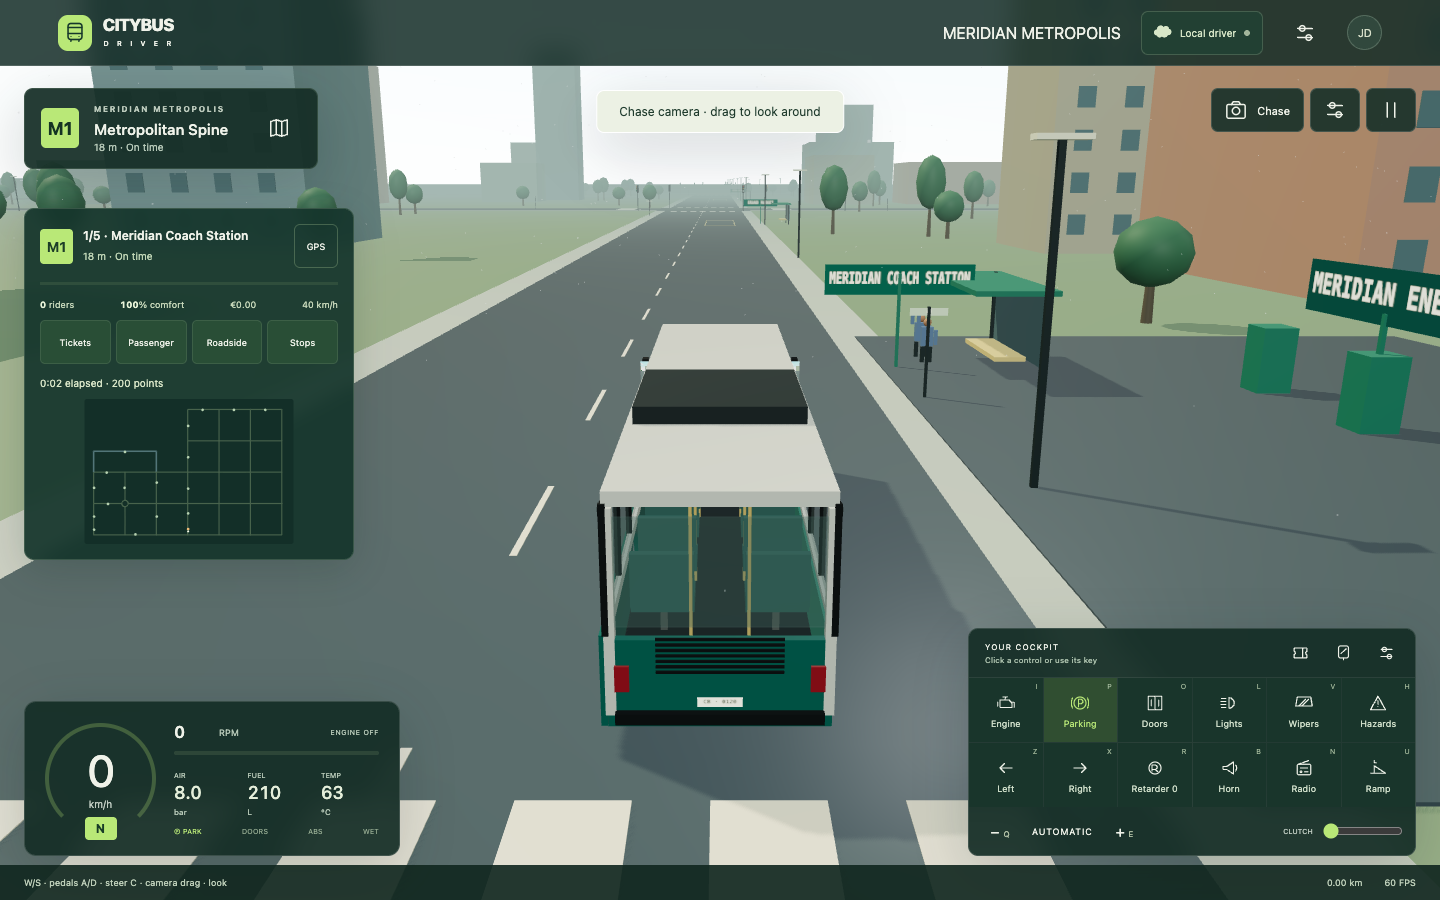 CITYBUS
DRIVER
MERIDIAN METROPOLIS
Local driver
JD
M1
MERIDIAN METROPOLIS
Metropolitan Spine
18 m · On time
Chase camera · drag to look around
Chase
M1
1/5 · Meridian Coach Station
18 m · On time
GPS
0 riders
100% comfort
€0.00
40 km/h
Tickets
Passenger
Roadside
Stops
0:02 elapsed · 200 points
MERIDIAN COACH STATION
MERIDIAN ENE
0
km/h
N
0 RPM
ENGINE OFF
AIR
8.0
bar
FUEL
210
L
TEMP
63
°C
PARK
DOORS
ABS
WET
YOUR COCKPIT
Click a control or use its key
I
Engine
P
Parking
O
Doors
L
Lights
V
Wipers
H
Hazards
Z
Left
X
Right
R
Retarder 0
B
Horn
N
Radio
U
Ramp
− Q
AUTOMATIC
+ E
CLUTCH
W/S · pedals A/D · steer C · camera drag · look
0.00 km
60 FPS